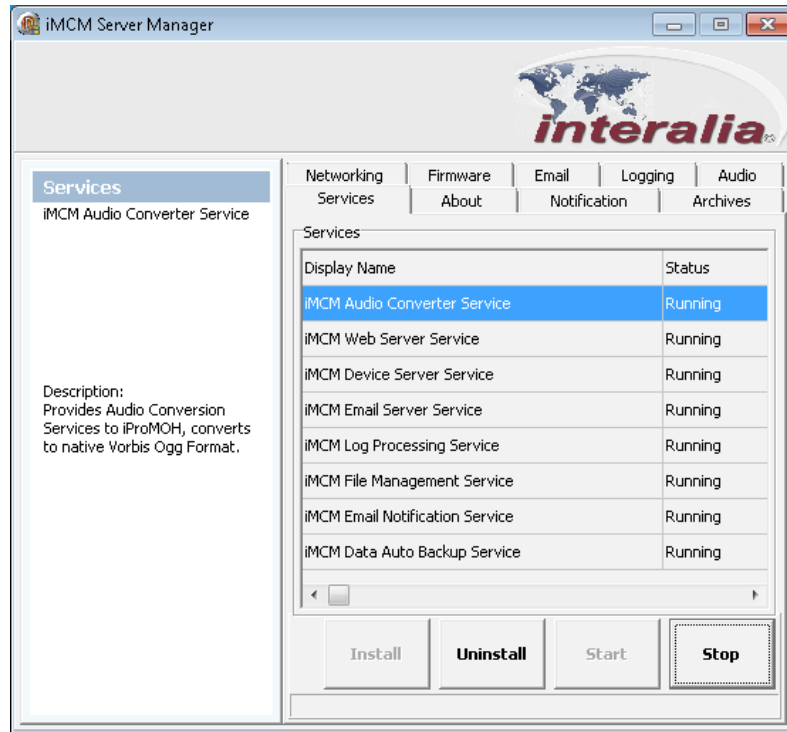 iMCM Server Manager
interalia
Services
iMCM Audio Converter Service
Description:
Provides Audio Conversion
Services to iProMOH, converts
to native Vorbis Ogg Format.
Networking Firmware Email Logging Audio
Services About Notification Archives
Services
Display Name Status
iMCM Audio Converter Service Running
iMCM Web Server Service Running
iMCM Device Server Service Running
iMCM Email Server Service Running
iMCM Log Processing Service Running
iMCM File Management Service Running
iMCM Email Notification Service Running
iMCM Data Auto Backup Service Running
Install Uninstall Start Stop